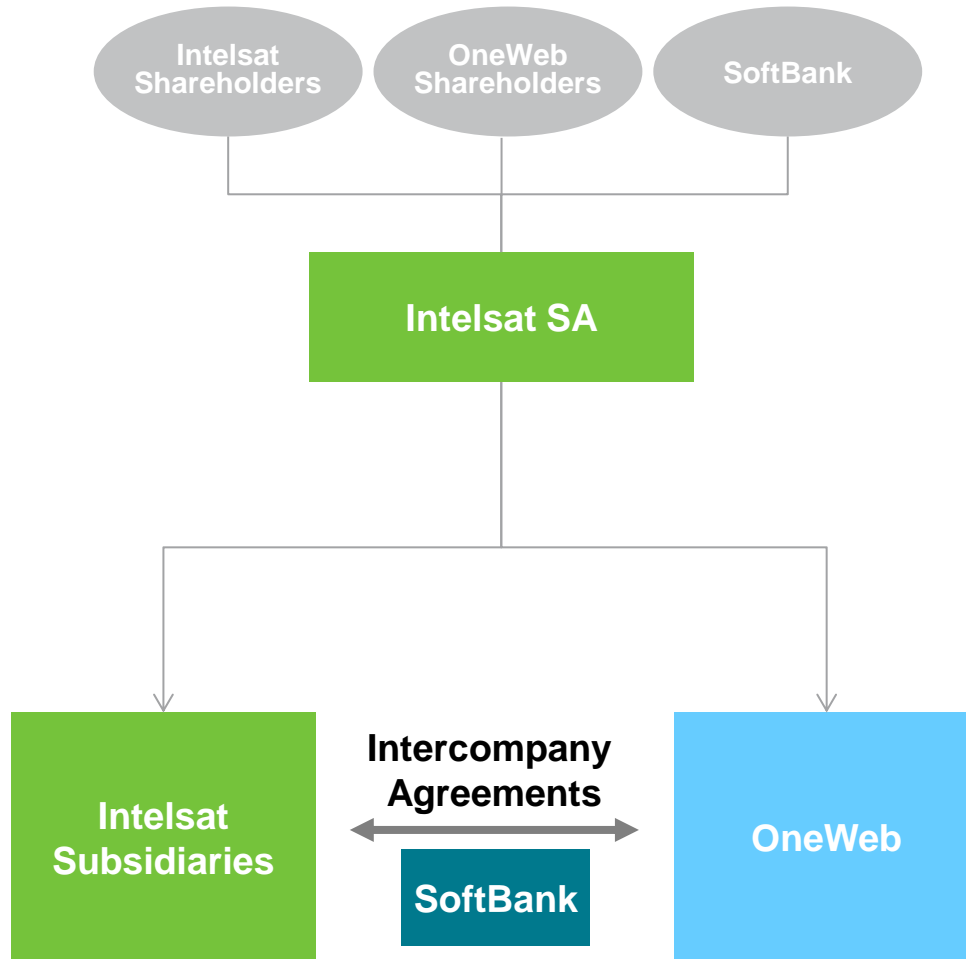 Intelsat
Shareholders
OneWeb
Shareholders
SoftBank
Intelsat SA
Intelsat
Subsidiaries
Intercompany
Agreements
SoftBank
OneWeb